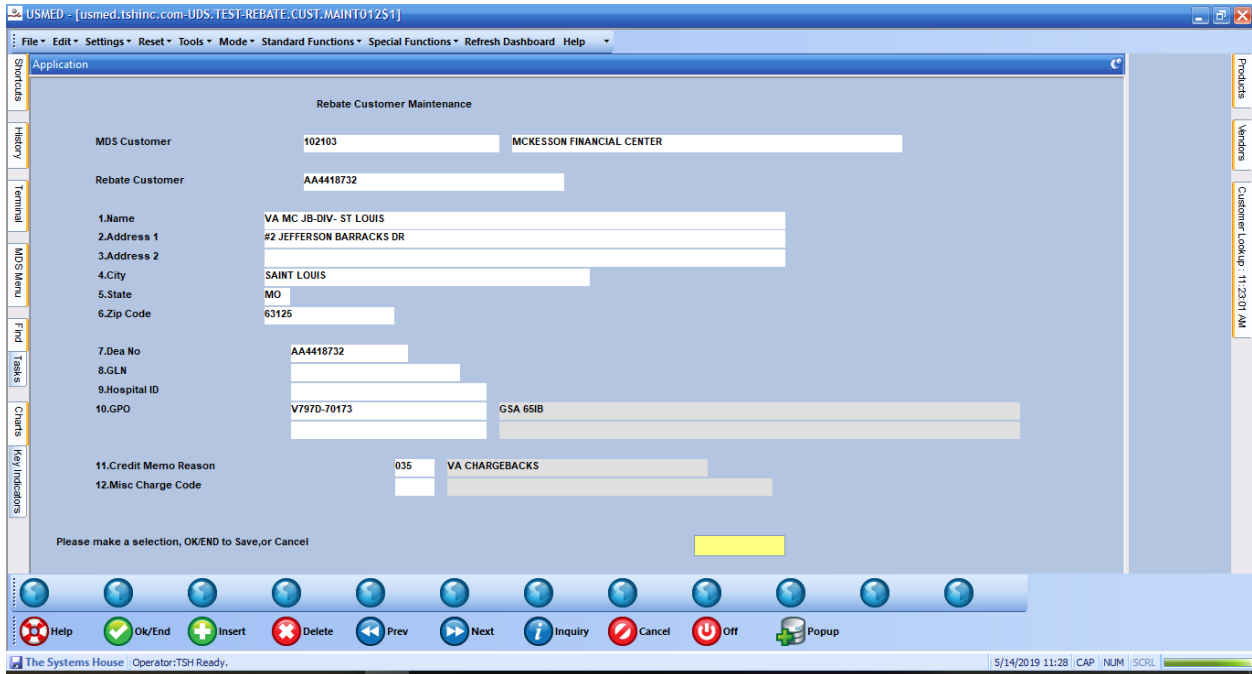 USMED - [usmed.tshinc.com-UDS.TEST-REBATE.CUST.MAINT012$1]
File Edit Settings Reset Tools Mode Standard Functions Special Functions Refresh Dashboard Help
Application
Shortcuts
History
Terminal
MDS Menu
Find
Tasks
Charts
Key Indicators
Rebate Customer Maintenance
MDS Customer 102103 MCKESSON FINANCIAL CENTER
Rebate Customer AA4418732
1.Name VA MC JB-DIV- ST LOUIS
2.Address 1 #2 JEFFERSON BARRACKS DR
3.Address 2
4.City SAINT LOUIS
5.State MO
6.Zip Code 63125
7.Dea No AA4418732
8.GLN
9.Hospital ID
10.GPO V797D-70173 GSA 65IB
11.Credit Memo Reason 035 VA CHARGEBACKS
12.Misc Charge Code
Please make a selection, OK/END to Save,or Cancel
Products
Vendors
Customer Lookup : 11:23:01 AM
Help Ok/End Insert Delete Prev Next Inquiry Cancel Off Popup
The Systems House Operator:TSH Ready. 5/14/2019 11:28 CAP NUM SCRL